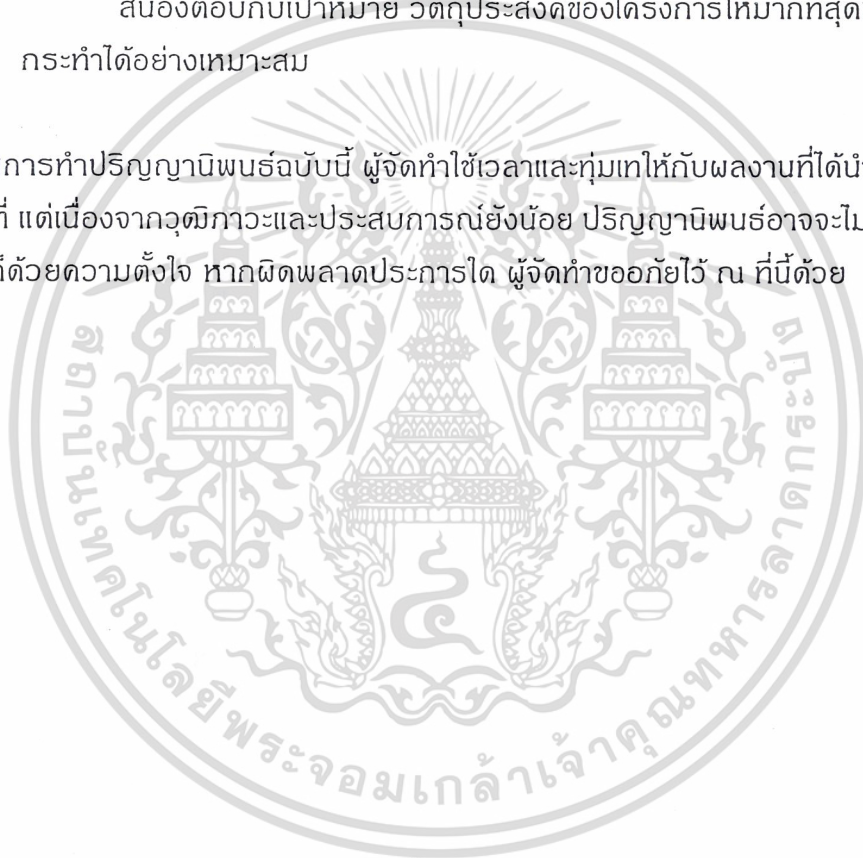 สนองตอบกับเป้าหมาย วัตถุประสงค์ของโครงการให้มากที่สุด
กระทำได้อย่างเหมาะสม
การทำปริญญานิพนธ์ฉบับนี้ ผู้จัดทำใช้เวลาและทุ่มเทให้กับผลงานที่ได้นำ
ที่ แต่เนื่องจากวุฒิภาวะและประสบการณ์ยังน้อย ปริญญานิพนธ์อาจจะไม่
ก็ด้วยความตั้งใจ หากผิดพลาดประการใด ผู้จัดทำขออภัยไว้ ณ ที่นี้ด้วย
สถาบันเทคโนโลยีพระจอมเกล้าเจ้าคุณทหารลาดกระบัง
๔